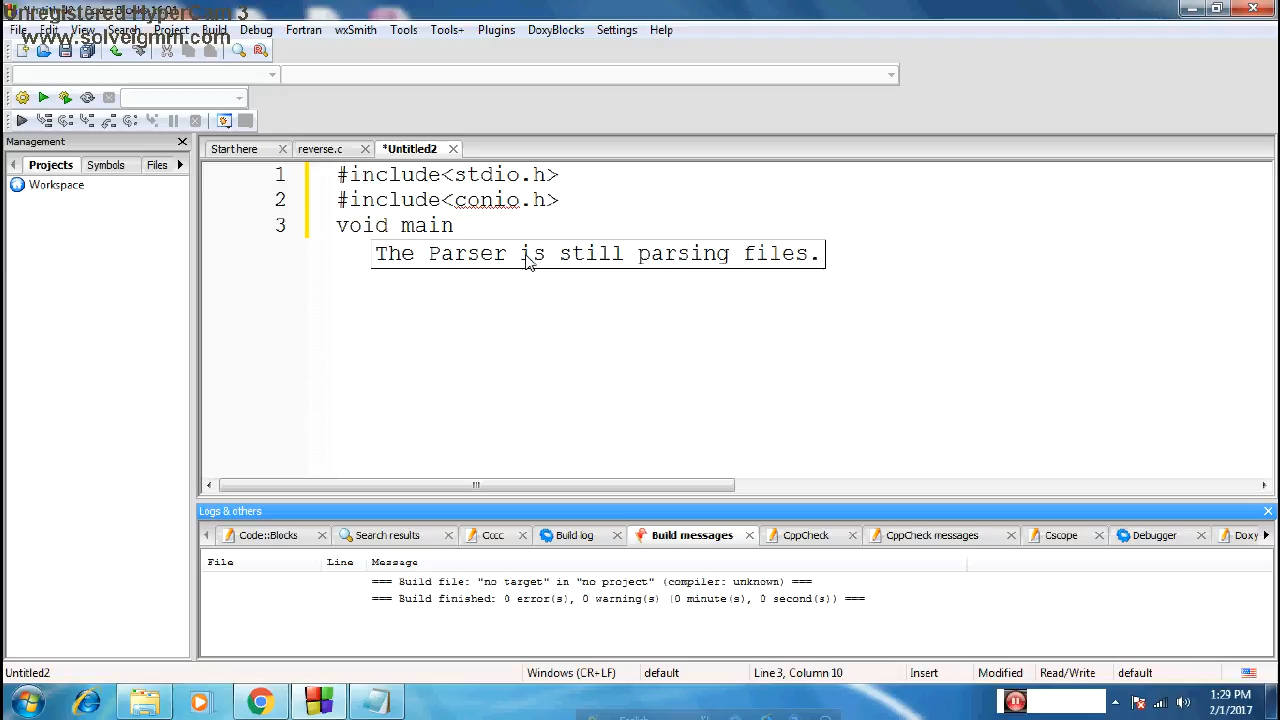 Unregistered HyperCam 3
www.solveigmm.com
File Edit View Search Project Build Debug Fortran wxSmith Tools Tools+ Plugins DoxyBlocks Settings Help
Management
Projects Symbols Files
Workspace
Start here reverse.c *Untitled2
1 #include<stdio.h>
2 #include<conio.h>
3 void main
The Parser is still parsing files.
Logs & others
Code::Blocks Search results Cccc Build log Build messages CppCheck CppCheck messages Cscope Debugger Doxy
File Line Message
=== Build file: "no target" in "no project" (compiler: unknown) ===
=== Build finished: 0 error(s), 0 warning(s) (0 minute(s), 0 second(s)) ===
Untitled2 Windows (CR+LF) default Line 3, Column 10 Insert Modified Read/Write default
English
1:29 PM
2/1/2017